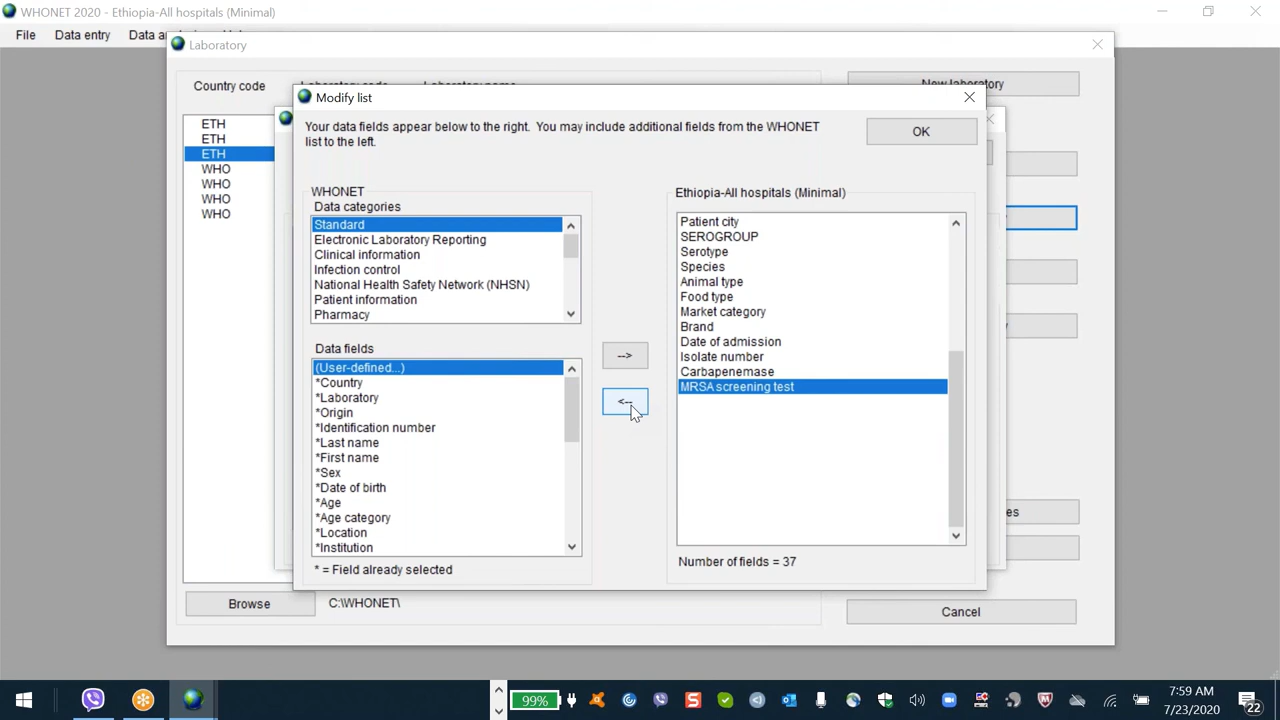 WHONET 2020 - Ethiopia-All hospitals (Minimal)
File
Data entry
Data a
Laboratory
Country code
New laboratory
Modify list
Your data fields appear below to the right. You may include additional fields from the WHONET
list to the left.
OK
ETH
ETH
ETH
WHO
WHO
WHO
WHO
WHONET
Data categories
Standard
Electronic Laboratory Reporting
Clinical information
Infection control
National Health Safety Network (NHSN)
Patient information
Pharmacy
Data fields
(User-defined...)
*Country
*Laboratory
*Origin
*Identification number
*Last name
*First name
*Sex
*Date of birth
*Age
*Age category
*Location
*Institution
* = Field already selected
-->
<--
Ethiopia-All hospitals (Minimal)
Patient city
SEROGROUP
Serotype
Species
Animal type
Food type
Market category
Brand
Date of admission
Isolate number
Carbapenemase
MRSA screening test
Number of fields = 37
es
Browse
C:\WHONET\
Cancel
99%
7:59 AM
7/23/2020
22